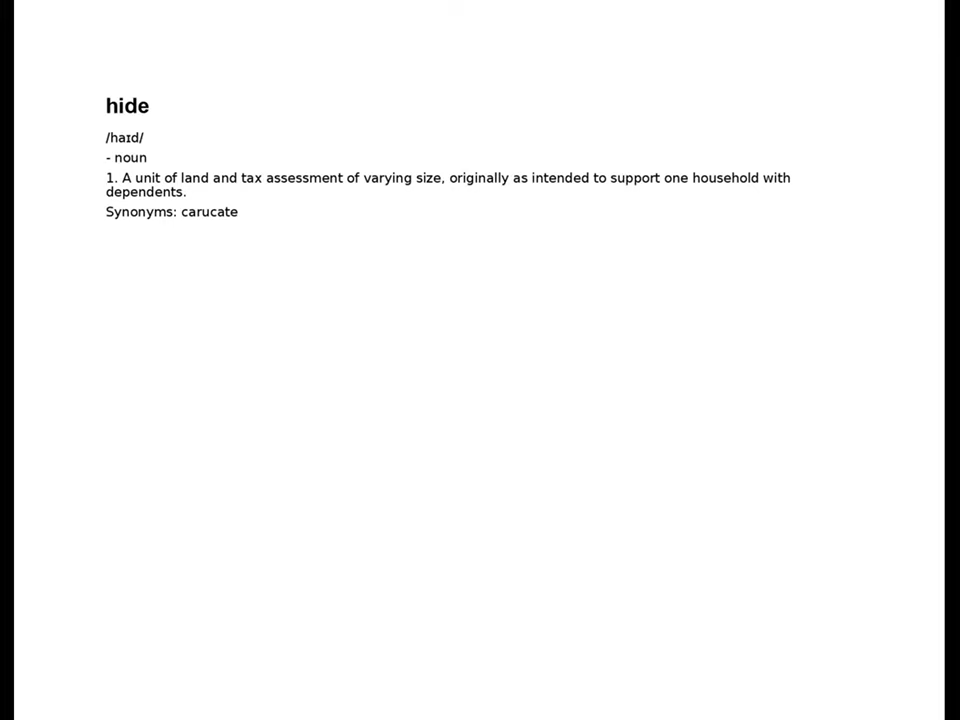 hide
/haɪd/
- noun
1. A unit of land and tax assessment of varying size, originally as intended to support one household with
dependents.
Synonyms: carucate